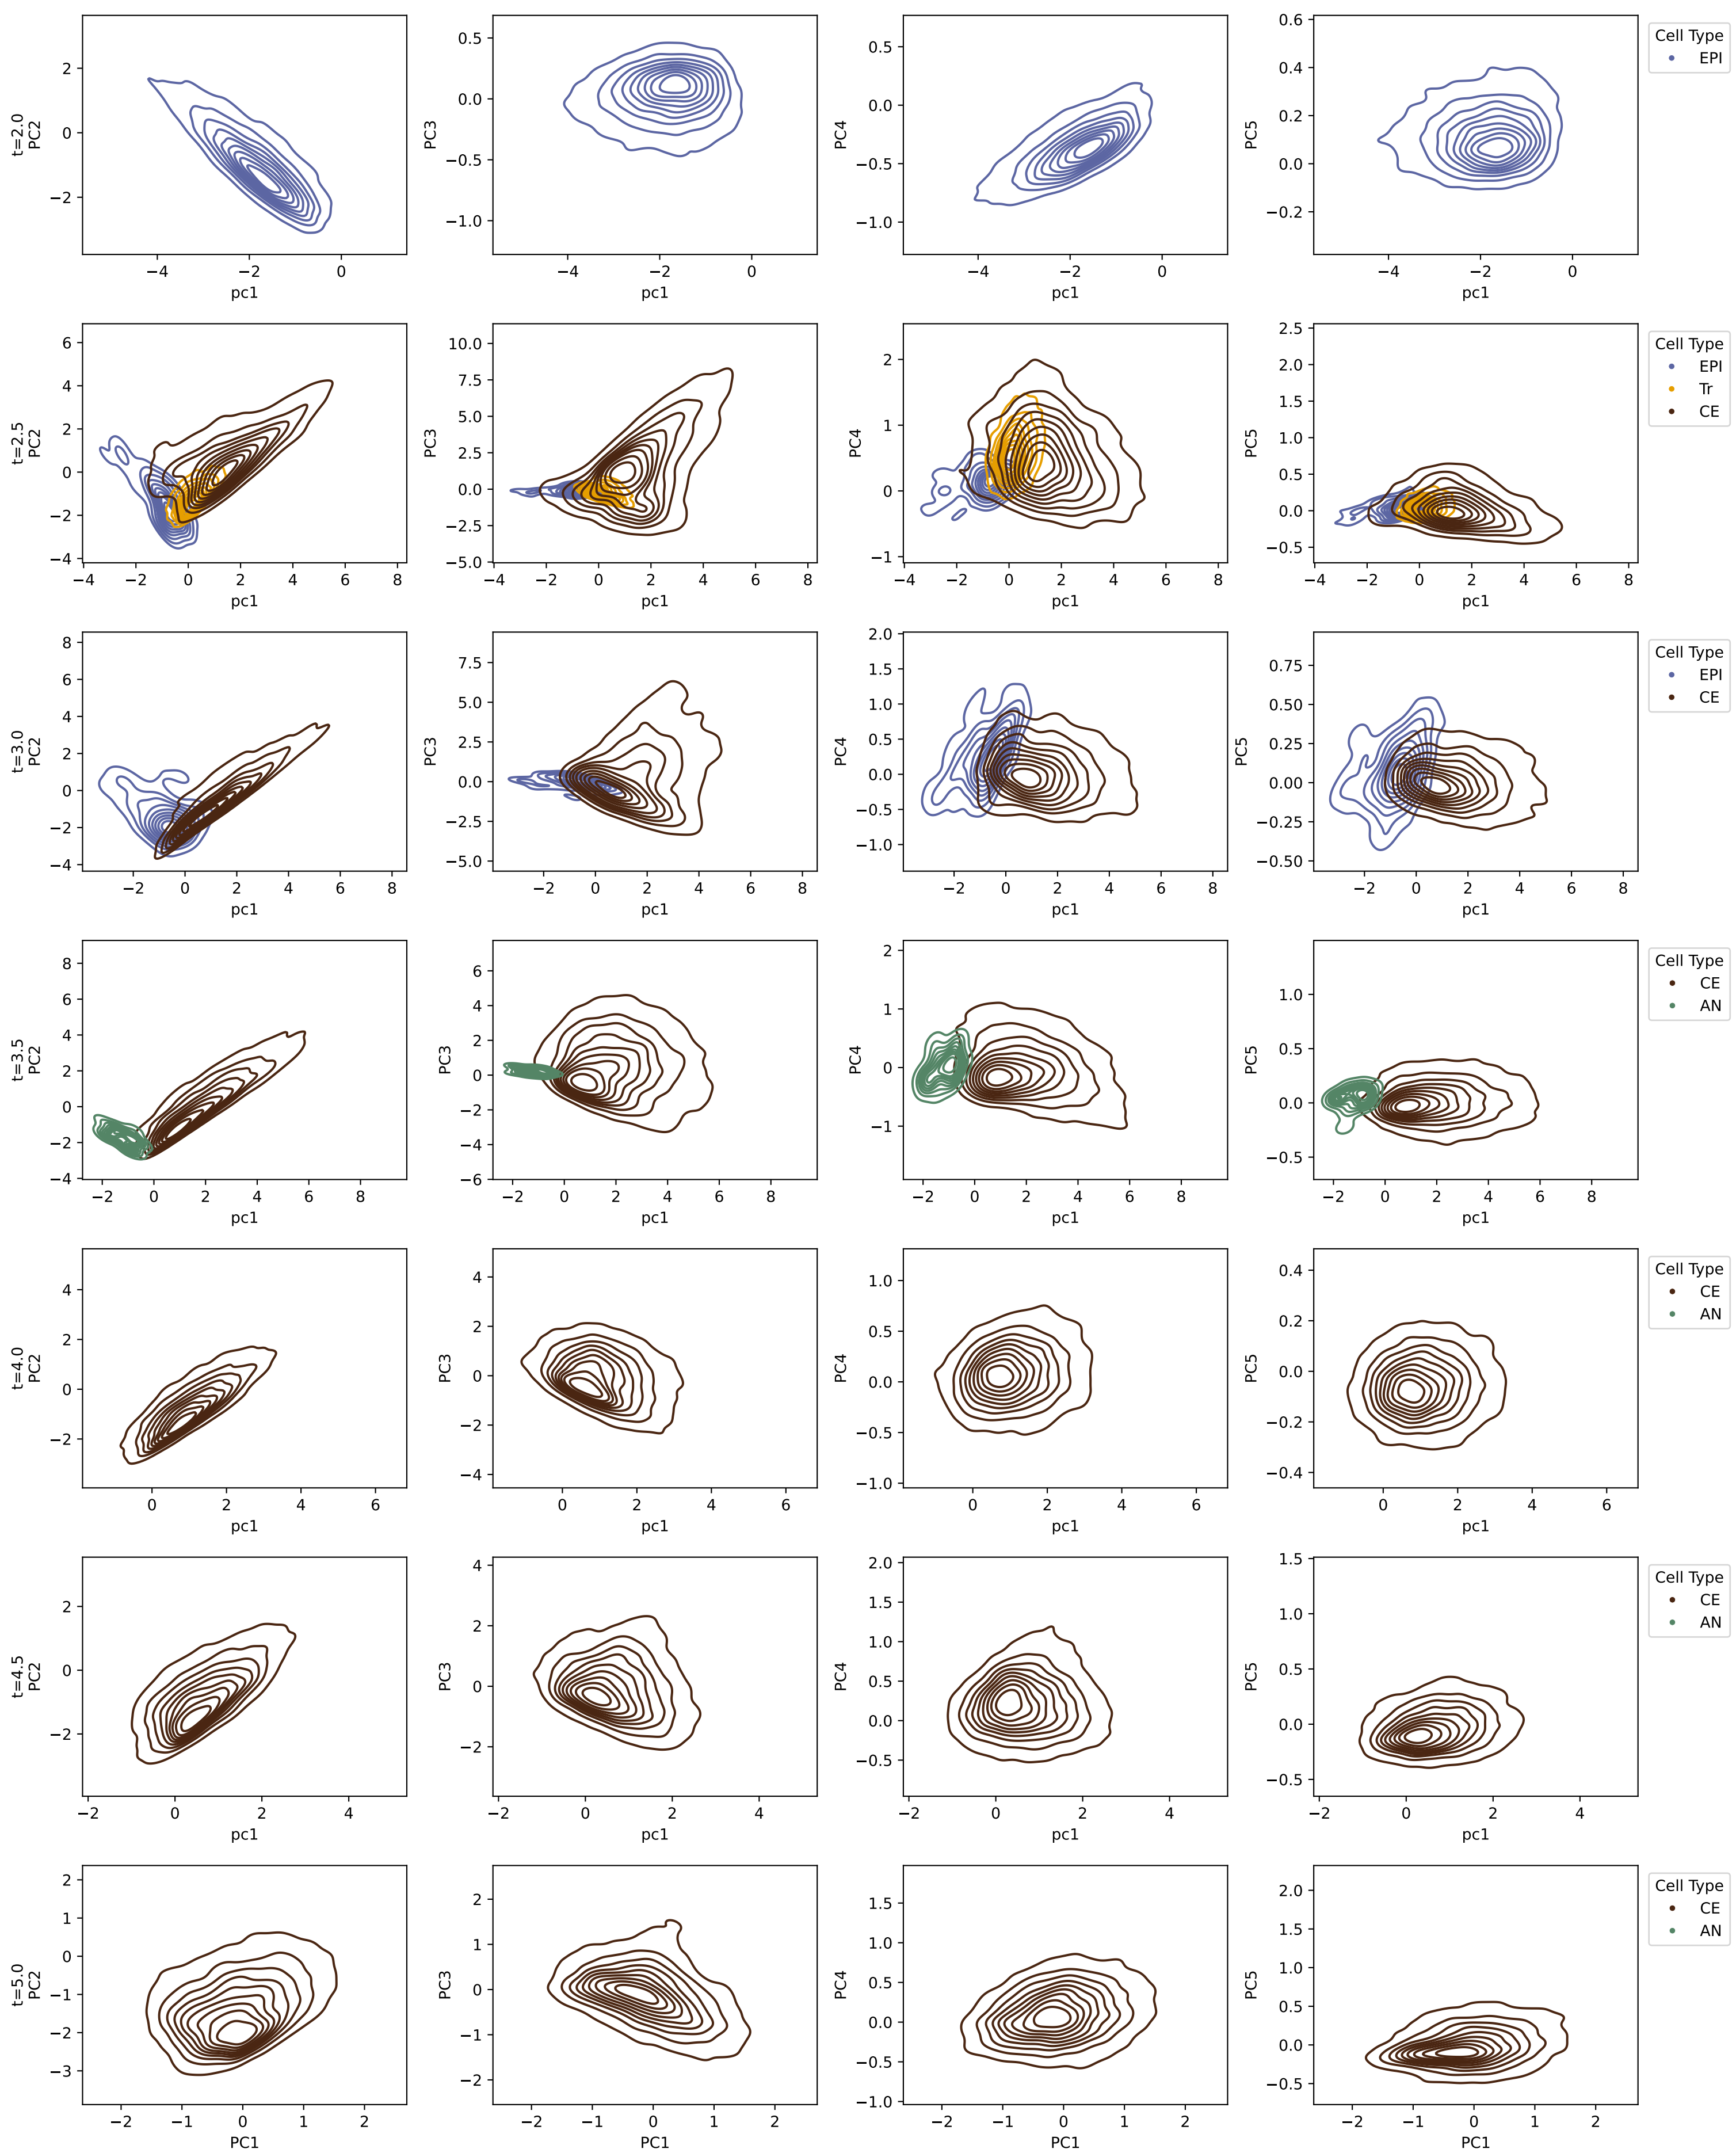 t=2.0
PC2
2
0
−2
−4 −2 0
pc1
PC3
0.5
0.0
−0.5
−1.0
−4 −2 0
pc1
PC4
0.5
0.0
−0.5
−1.0
−4 −2 0
pc1
PC5
0.6
0.4
0.2
0.0
−0.2
−4 −2 0
pc1
Cell Type
EPI
t=2.5
PC2
6
4
2
0
−2
−4
−4 −2 0 2 4 6 8
pc1
PC3
10.0
7.5
5.0
2.5
0.0
−2.5
−5.0
−4 −2 0 2 4 6 8
pc1
PC4
2
1
0
−1
−4 −2 0 2 4 6 8
pc1
PC5
2.5
2.0
1.5
1.0
0.5
0.0
−0.5
−4 −2 0 2 4 6 8
pc1
Cell Type
EPI
Tr
CE
t=3.0
PC2
8
6
4
2
0
−2
−4
−2 0 2 4 6 8
pc1
PC3
7.5
5.0
2.5
0.0
−2.5
−5.0
−2 0 2 4 6 8
pc1
PC4
2.0
1.5
1.0
0.5
0.0
−0.5
−1.0
−2 0 2 4 6 8
pc1
PC5
0.75
0.50
0.25
0.00
−0.25
−0.50
−2 0 2 4 6 8
pc1
Cell Type
EPI
CE
t=3.5
PC2
8
6
4
2
0
−2
−4
−2 0 2 4 6 8
pc1
PC3
6
4
2
0
−2
−4
−6
−2 0 2 4 6 8
pc1
PC4
2
1
0
−1
−2 0 2 4 6 8
pc1
PC5
1.0
0.5
0.0
−0.5
−2 0 2 4 6 8
pc1
Cell Type
CE
AN
t=4.0
PC2
4
2
0
−2
0 2 4 6
pc1
PC3
4
2
0
−2
−4
0 2 4 6
pc1
PC4
1.0
0.5
0.0
−0.5
−1.0
0 2 4 6
pc1
PC5
0.4
0.2
0.0
−0.2
−0.4
0 2 4 6
pc1
Cell Type
CE
AN
t=4.5
PC2
2
0
−2
−2 0 2 4
pc1
PC3
4
2
0
−2
−2 0 2 4
pc1
PC4
2.0
1.5
1.0
0.5
0.0
−0.5
−2 0 2 4
pc1
PC5
1.5
1.0
0.5
0.0
−0.5
−2 0 2 4
pc1
Cell Type
CE
AN
t=5.0
PC2
2
1
0
−1
−2
−3
−2 −1 0 1 2
PC1
PC3
2
1
0
−1
−2
−2 −1 0 1 2
PC1
PC4
1.5
1.0
0.5
0.0
−0.5
−1.0
−2 −1 0 1 2
PC1
PC5
2.0
1.5
1.0
0.5
0.0
−0.5
−2 −1 0 1 2
PC1
Cell Type
CE
AN